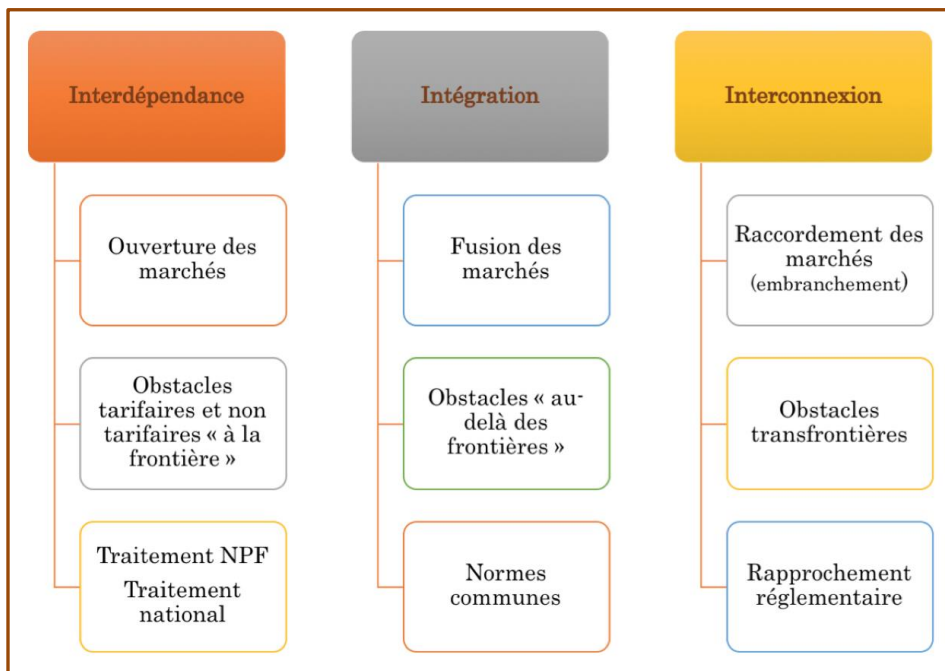 Interdépendance
Ouverture des
marchés
Obstacles
tarifaires et non
tarifaires « à la
frontière »
Traitement NPF
Traitement
national
Intégration
Fusion des
marchés
Obstacles « au-
delà des
frontières »
Normes
communes
Interconnexion
Raccordement des
marchés
(embranchement)
Obstacles
transfrontières
Rapprochement
réglementaire